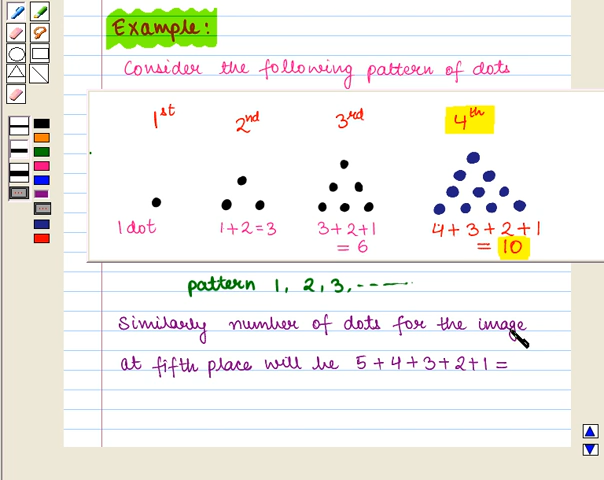 Example:
Consider the following pattern of dots
1st 2nd 3rd 4th
1 dot 1+2=3 3+2+1 4+3+2+1
= 6 = 10
pattern 1, 2, 3, -----
Similarly number of dots for the image
at fifth place will be 5+4+3+2+1=